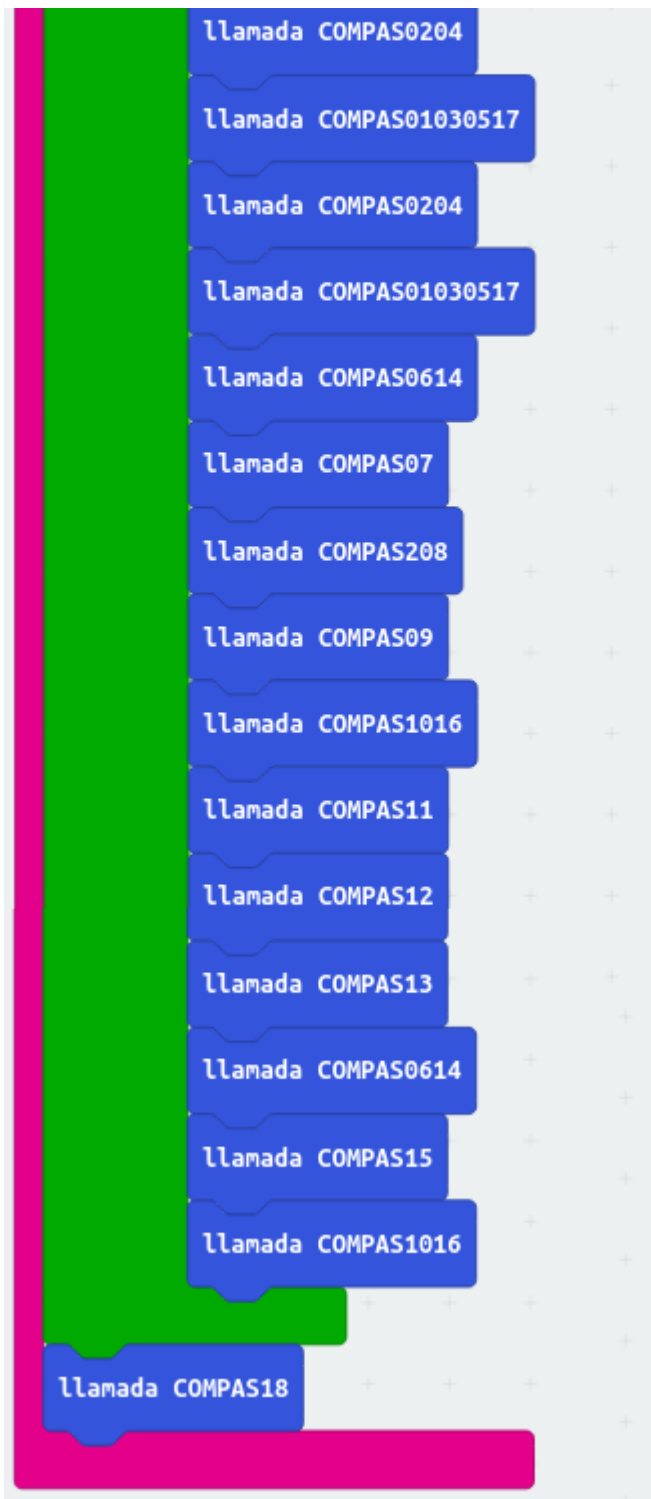 llamada COMPAS0204
llamada COMPAS01030517
llamada COMPAS0204
llamada COMPAS01030517
llamada COMPAS0614
llamada COMPAS07
llamada COMPAS208
llamada COMPAS09
llamada COMPAS1016
llamada COMPAS11
llamada COMPAS12
llamada COMPAS13
llamada COMPAS0614
llamada COMPAS15
llamada COMPAS1016
llamada COMPAS18